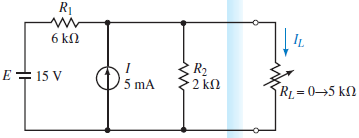 R₁
6 kΩ
E
15 V
I
5 mA
R₂
2 kΩ
I_L
R_L = 0→5 kΩ